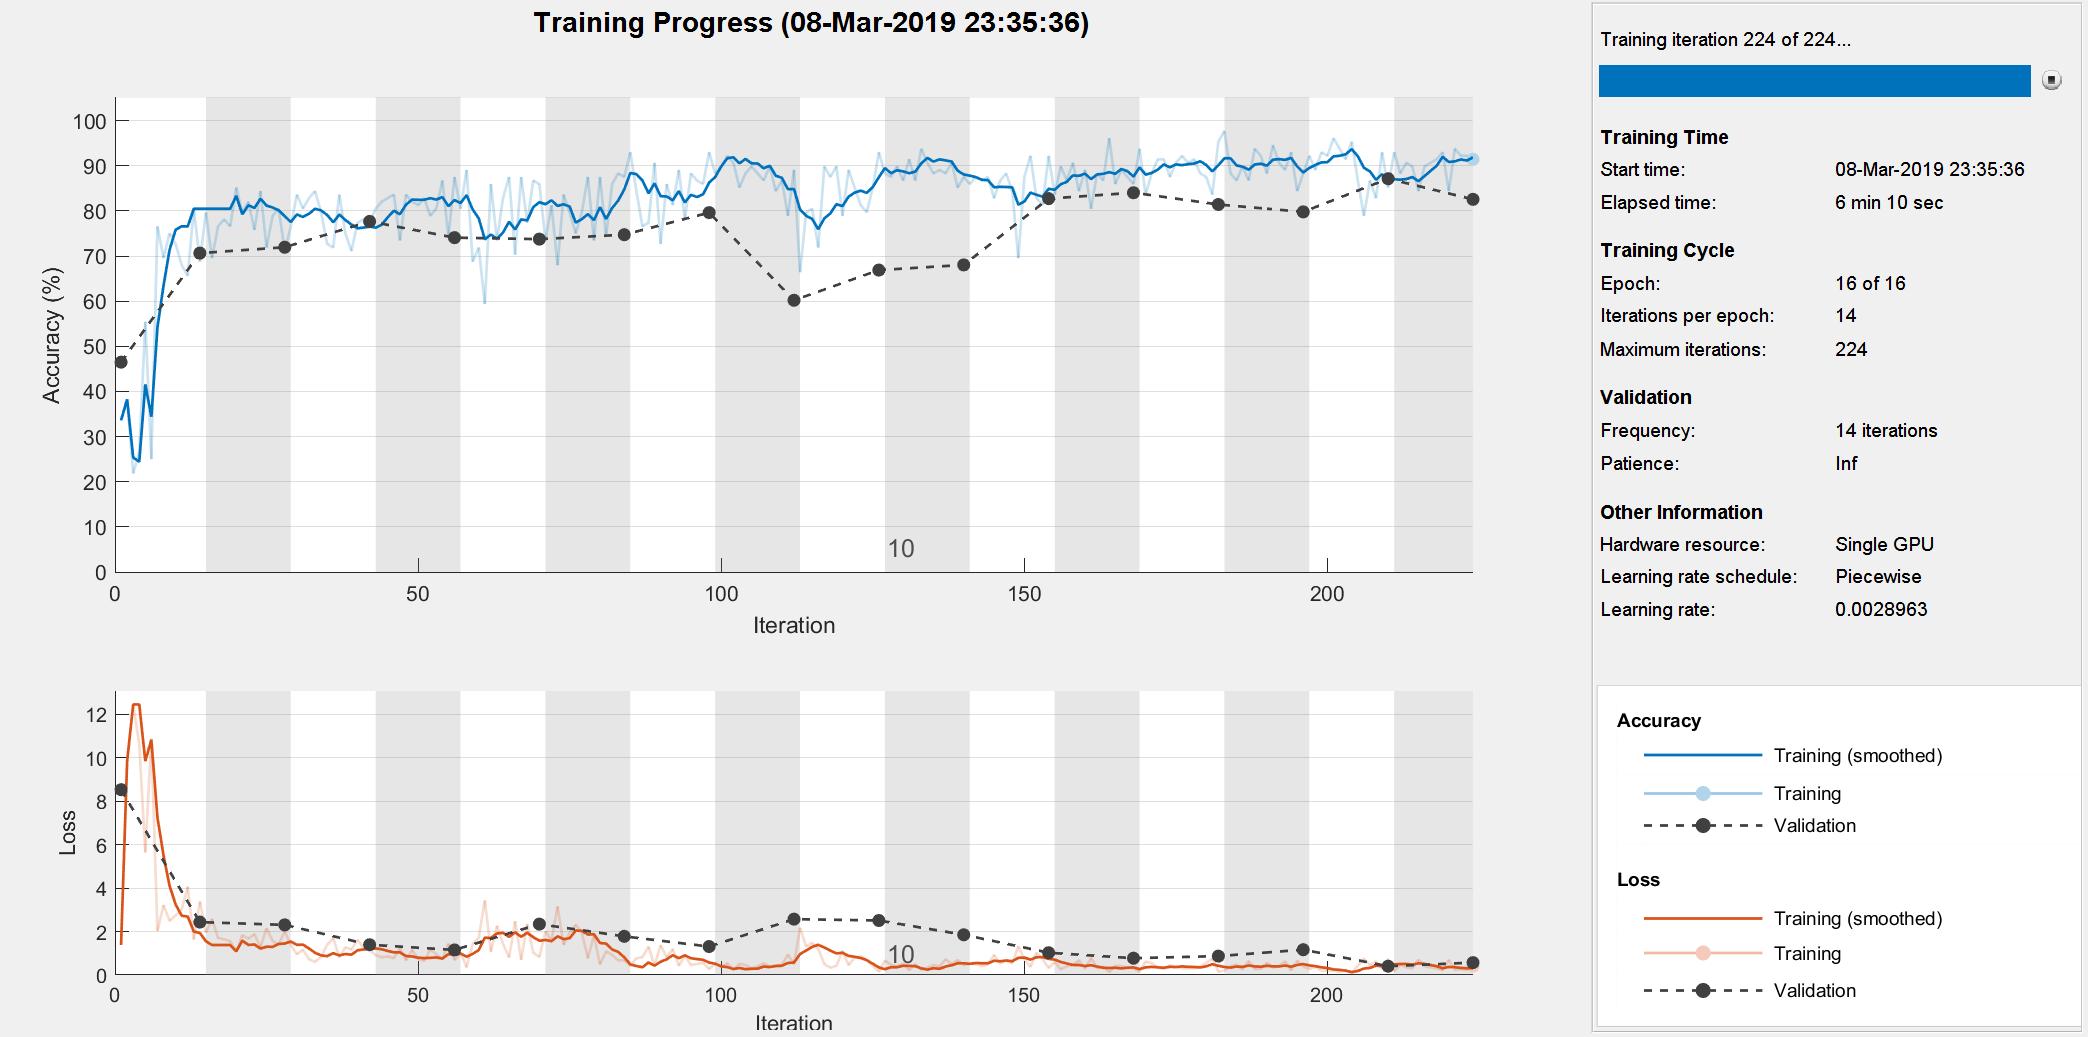 Training Progress (08-Mar-2019 23:35:36)
Accuracy (%)
100
90
80
70
60
50
40
30
20
10
0
10
0 50 100 150 200
Iteration
Loss
12
10
8
6
4
2
0
10
0 50 100 150 200
Iteration
Training iteration 224 of 224...
Training Time
Start time: 08-Mar-2019 23:35:36
Elapsed time: 6 min 10 sec
Training Cycle
Epoch: 16 of 16
Iterations per epoch: 14
Maximum iterations: 224
Validation
Frequency: 14 iterations
Patience: Inf
Other Information
Hardware resource: Single GPU
Learning rate schedule: Piecewise
Learning rate: 0.0028963
Accuracy
Training (smoothed)
Training
Validation
Loss
Training (smoothed)
Training
Validation